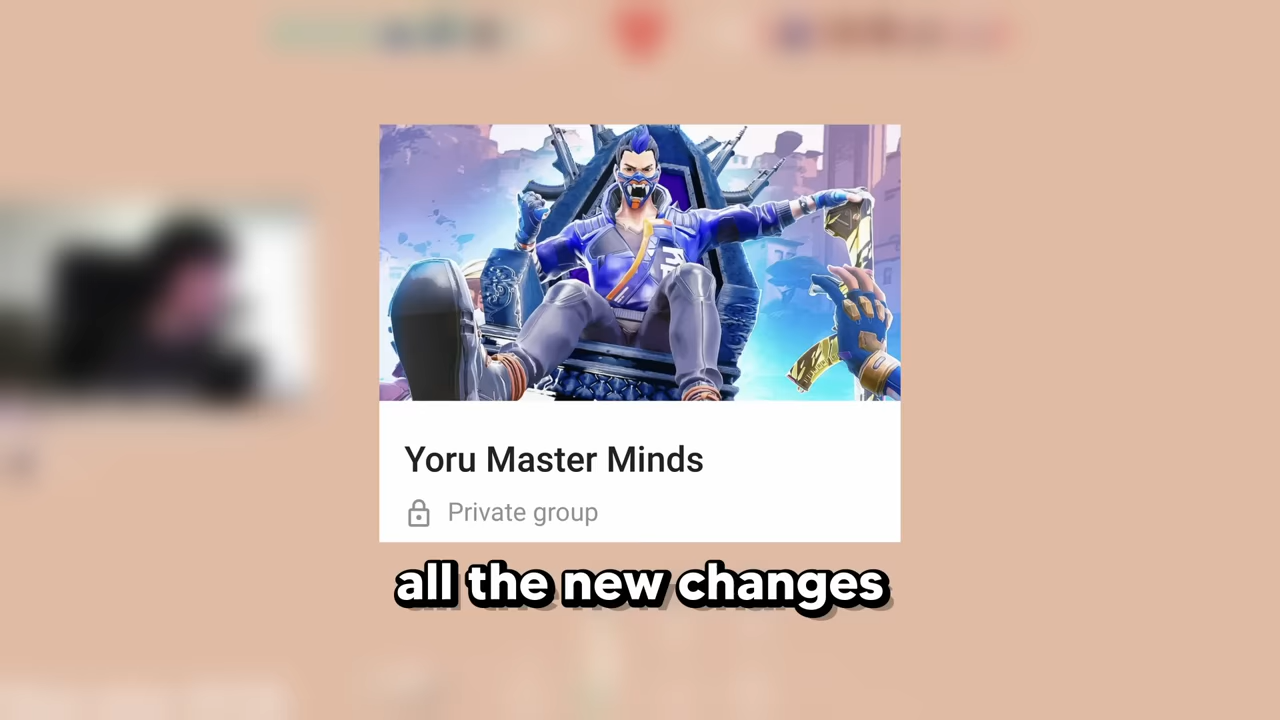 Yoru Master Minds
Private group
all the new changes